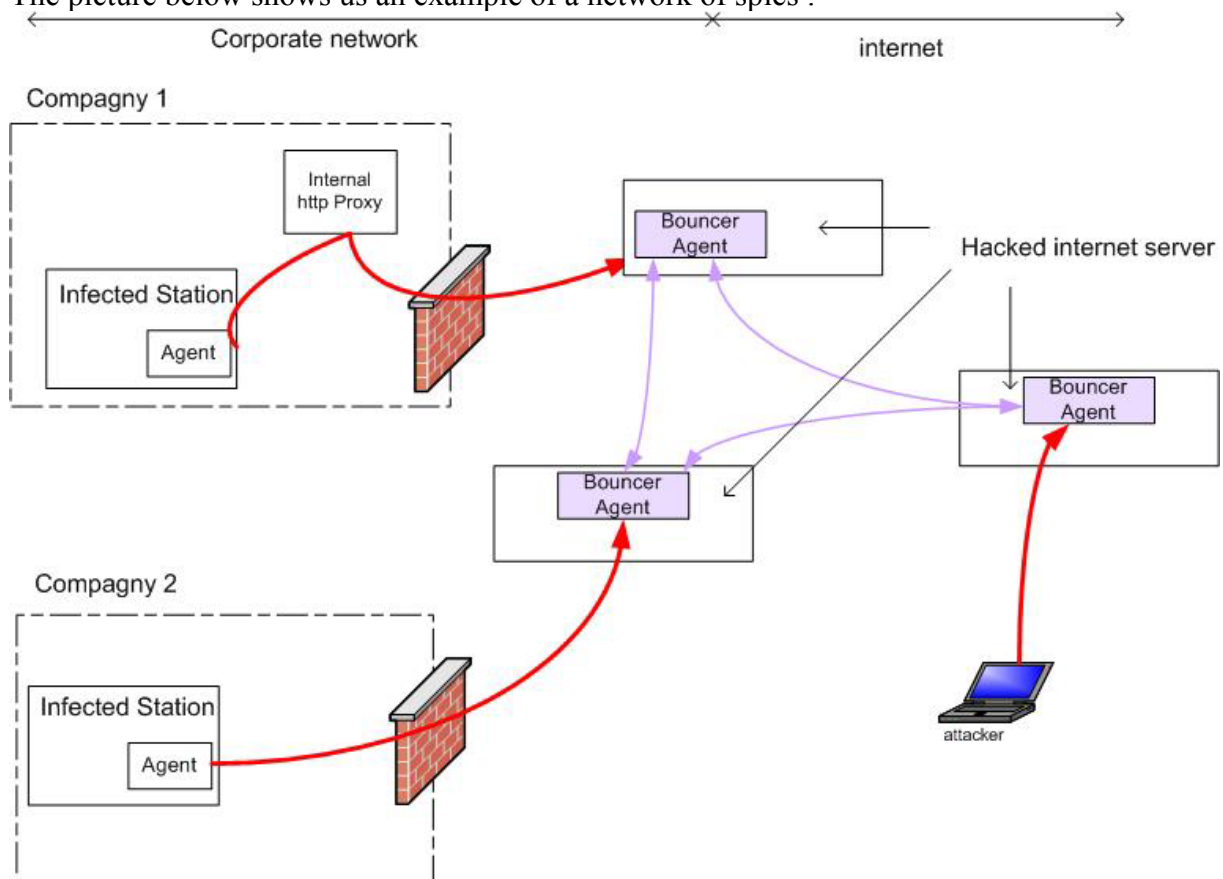 The picture below shows us an example of a network of spies :
Corporate network
internet
Compagny 1
Internal
http Proxy
Infected Station
Agent
Bouncer
Agent
Hacked internet server
Bouncer
Agent
Bouncer
Agent
Compagny 2
Infected Station
Agent
attacker